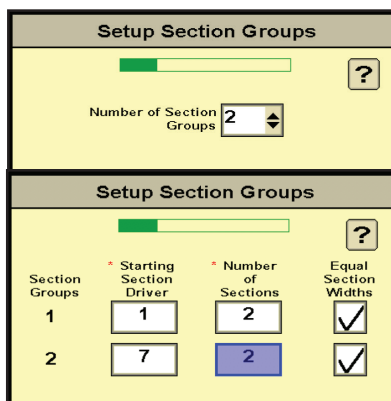 Setup Section Groups
?
Number of Section
Groups
2
Setup Section Groups
?
Section
Groups
* Starting
Section
Driver
* Number
of
Sections
Equal
Section
Widths
1 1 2
2 7 2